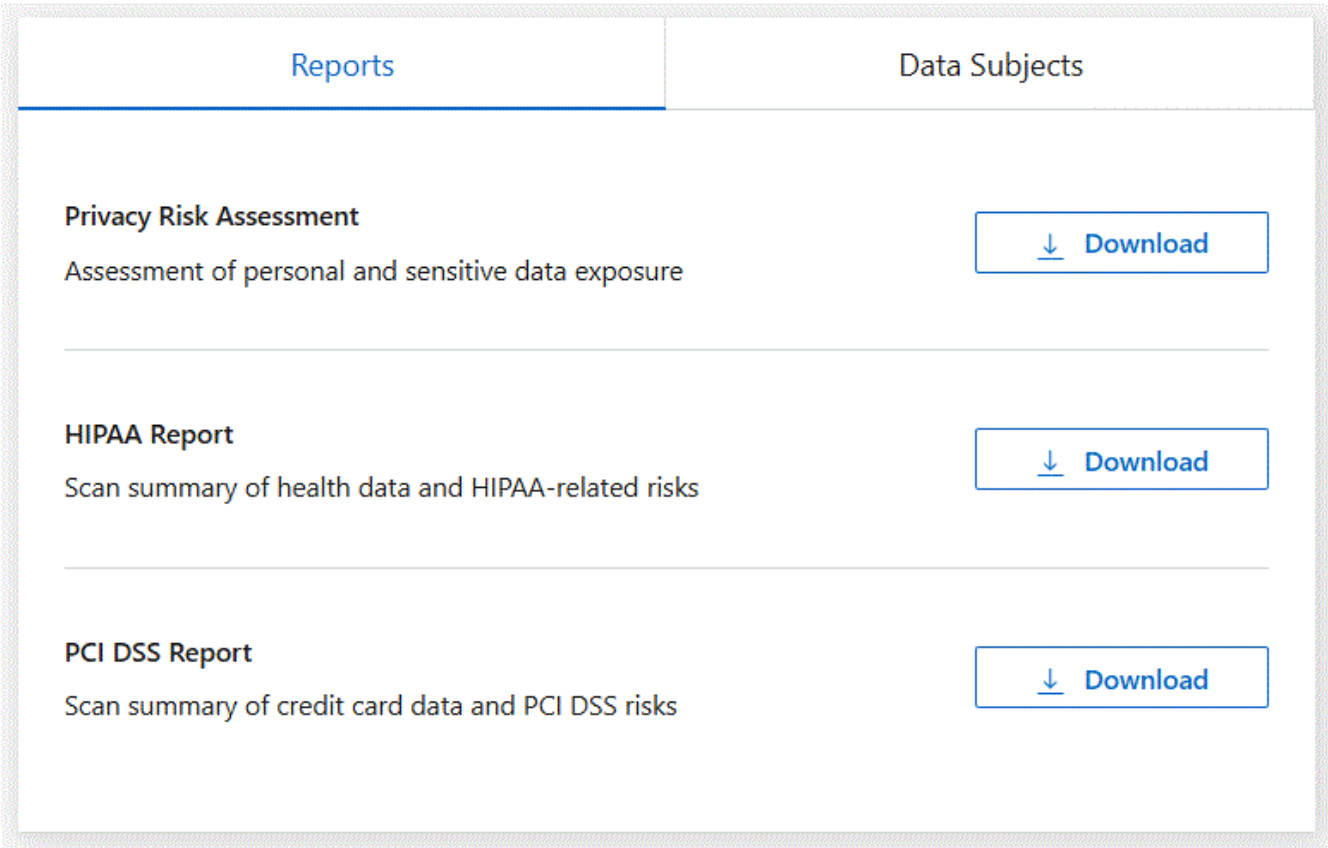 Reports
Data Subjects
Privacy Risk Assessment
Assessment of personal and sensitive data exposure
Download
HIPAA Report
Scan summary of health data and HIPAA-related risks
Download
PCI DSS Report
Scan summary of credit card data and PCI DSS risks
Download